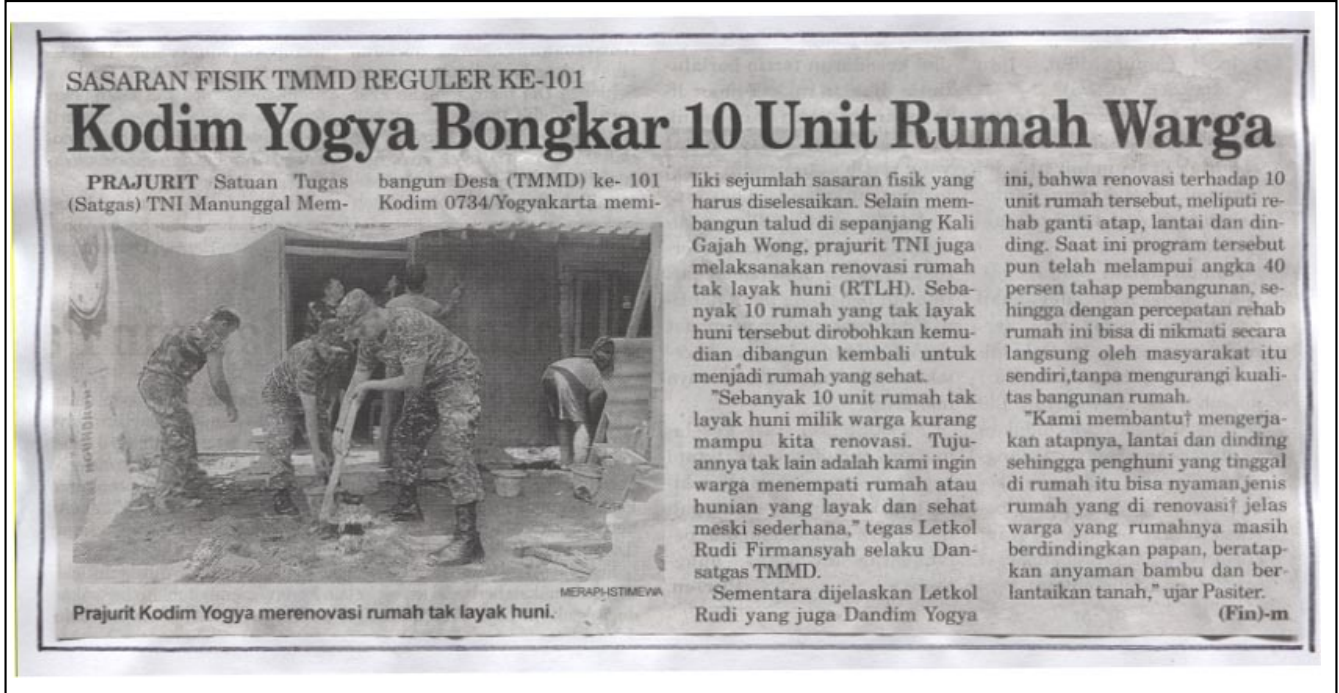 SASARAN FISIK TMMD REGULER KE-101
Kodim Yogya Bongkar 10 Unit Rumah Warga
PRAJURIT Satuan Tugas
(Satgas) TNI Manunggal Mem-
bangun Desa (TMMD) ke- 101
Kodim 0734/Yogyakarta memi-
liki sejumlah sasaran fisik yang
harus diselesaikan. Selain mem-
bangun talud di sepanjang Kali
Gajah Wong, prajurit TNI juga
melaksanakan renovasi rumah
tak layak huni (RTLH). Seba-
nyak 10 rumah yang tak layak
huni tersebut dirobohkan kemu-
dian dibangun kembali untuk
menjadi rumah yang sehat.
"Sebanyak 10 unit rumah tak
layak huni milik warga kurang
mampu kita renovasi. Tuju-
annya tak lain adalah kami ingin
warga menempati rumah atau
hunian yang layak dan sehat
meski sederhana," tegas Letkol
Rudi Firmansyah selaku Dan-
satgas TMMD.
Sementara dijelaskan Letkol
Rudi yang juga Dandim Yogya
ini, bahwa renovasi terhadap 10
unit rumah tersebut, meliputi re-
hab ganti atap, lantai dan din-
ding. Saat ini program tersebut
pun telah melampui angka 40
persen tahap pembangunan, se-
hingga dengan percepatan rehab
rumah ini bisa di nikmati secara
langsung oleh masyarakat itu
sendiri,tanpa mengurangi kuali-
tas bangunan rumah.
"Kami membantu† mengerja-
kan atapnya, lantai dan dinding
sehingga penghuni yang tinggal
di rumah itu bisa nyaman,jenis
rumah yang di renovasi† jelas
warga yang rumahnya masih
berdindingkan papan, beratap-
kan anyaman bambu dan ber-
lantaikan tanah," ujar Pasiter.
(Fin)-m
MERAPI-ISTIMEWA
Prajurit Kodim Yogya merenovasi rumah tak layak huni.